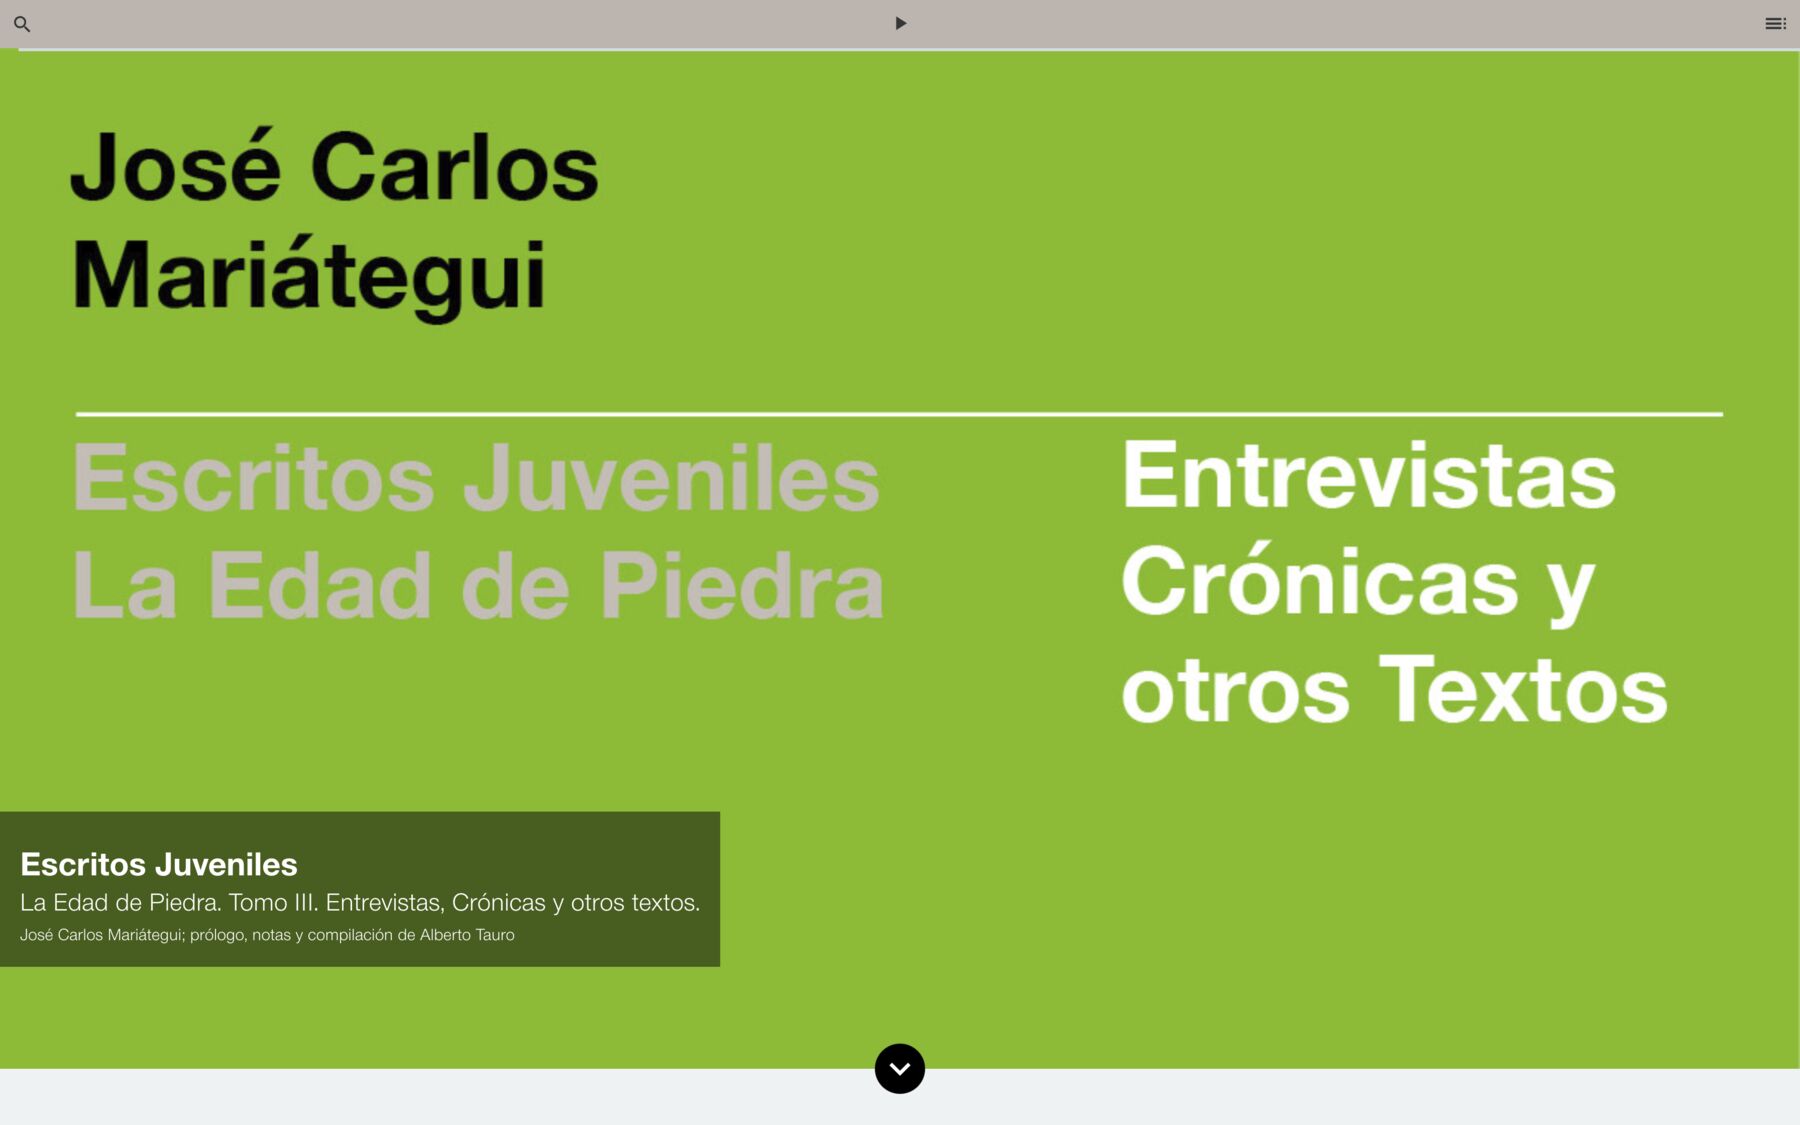 José Carlos
Mariátegui
Escritos Juveniles
La Edad de Piedra
Entrevistas
Crónicas y
otros Textos
Escritos Juveniles
La Edad de Piedra. Tomo III. Entrevistas, Crónicas y otros textos.
José Carlos Mariátegui; prólogo, notas y compilación de Alberto Tauro